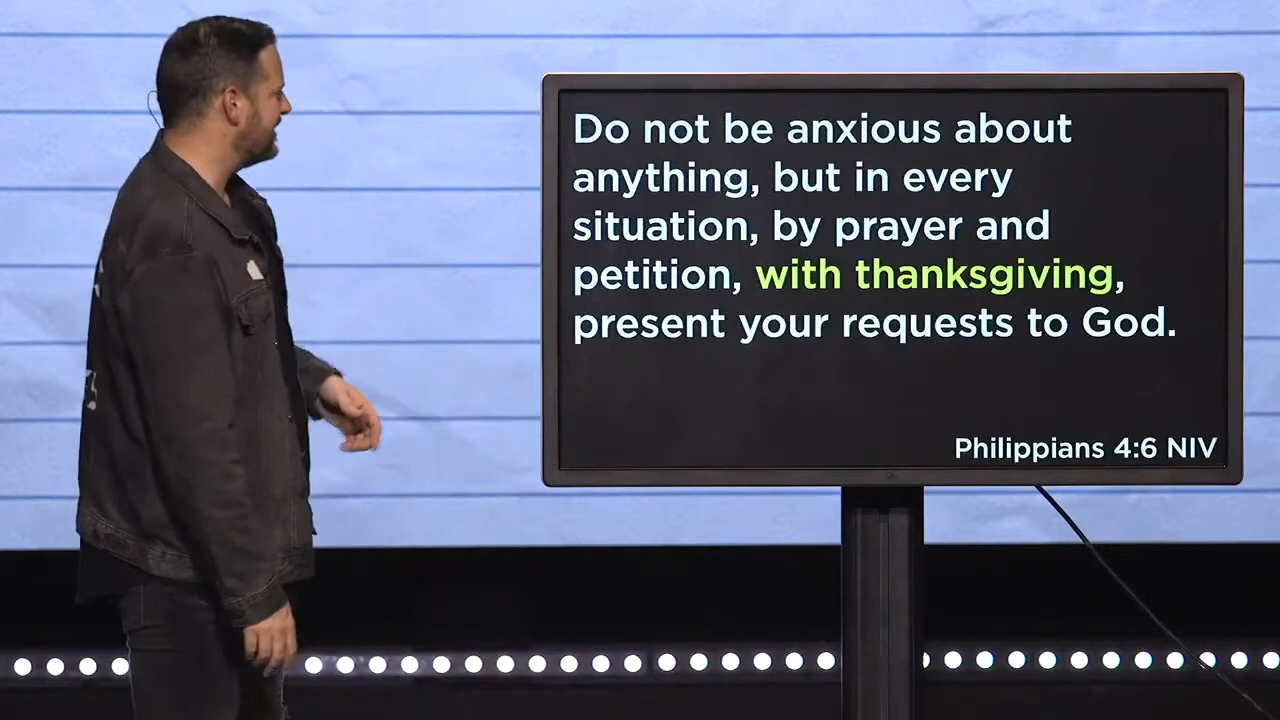 Do not be anxious about
anything, but in every
situation, by prayer and
petition, with thanksgiving,
present your requests to God.
Philippians 4:6 NIV